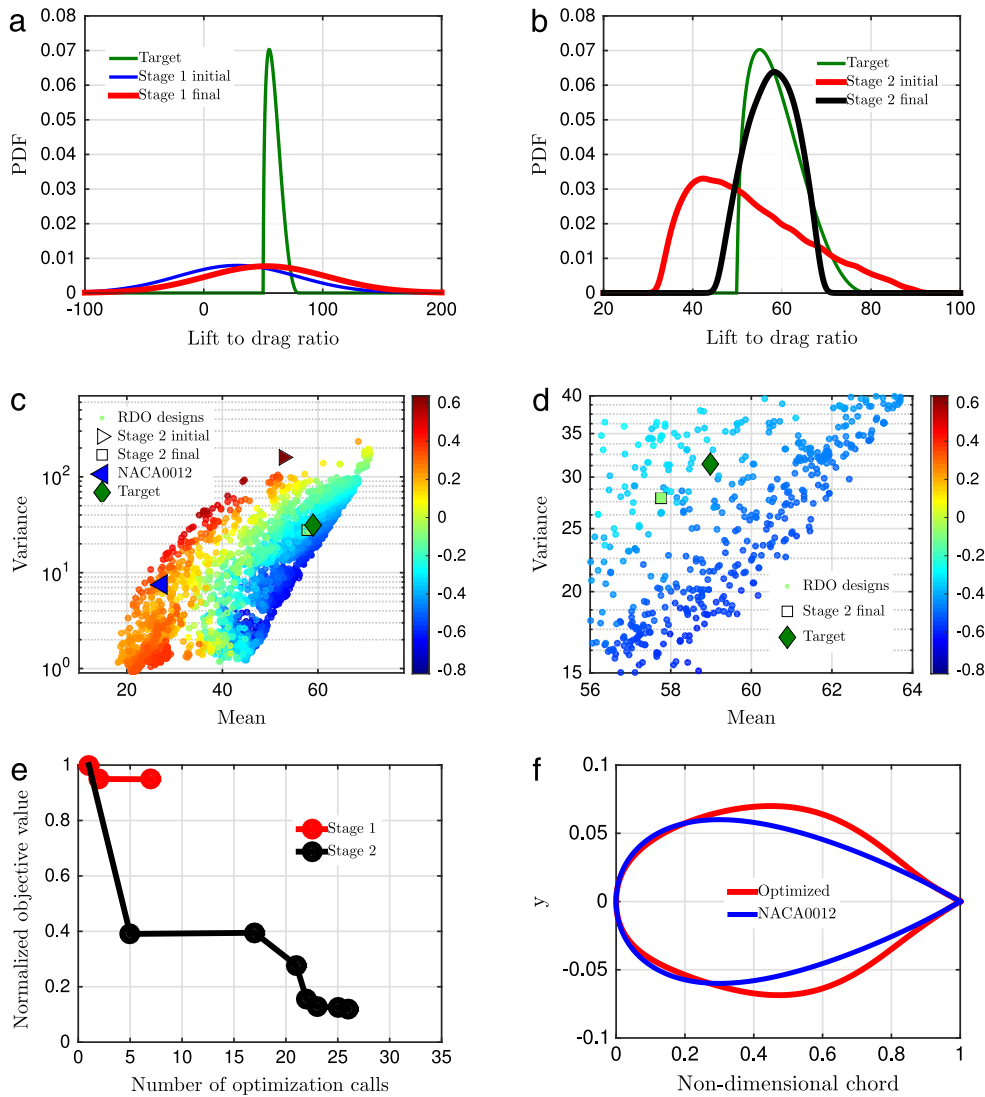 a
0.08
0.07
0.06
0.05
0.04
0.03
0.02
0.01
0
PDF
Target
Stage 1 initial
Stage 1 final
-100
0
100
200
Lift to drag ratio
b
0.08
0.07
0.06
0.05
0.04
0.03
0.02
0.01
0
PDF
Target
Stage 2 initial
Stage 2 final
20
40
60
80
100
Lift to drag ratio
c
RDO designs
Stage 2 initial
Stage 2 final
NACA0012
Target
10^2
10^1
10^0
Variance
20
40
60
Mean
0.6
0.4
0.2
0
-0.2
-0.4
-0.6
-0.8
d
40
35
30
25
20
15
Variance
RDO designs
Stage 2 final
Target
56
58
60
62
64
Mean
0.6
0.4
0.2
0
-0.2
-0.4
-0.6
-0.8
e
1
0.8
0.6
0.4
0.2
0
Normalized objective value
Stage 1
Stage 2
0
5
10
15
20
25
30
35
Number of optimization calls
f
0.1
0.05
0
-0.05
-0.1
y
Optimized
NACA0012
0
0.2
0.4
0.6
0.8
1
Non-dimensional chord